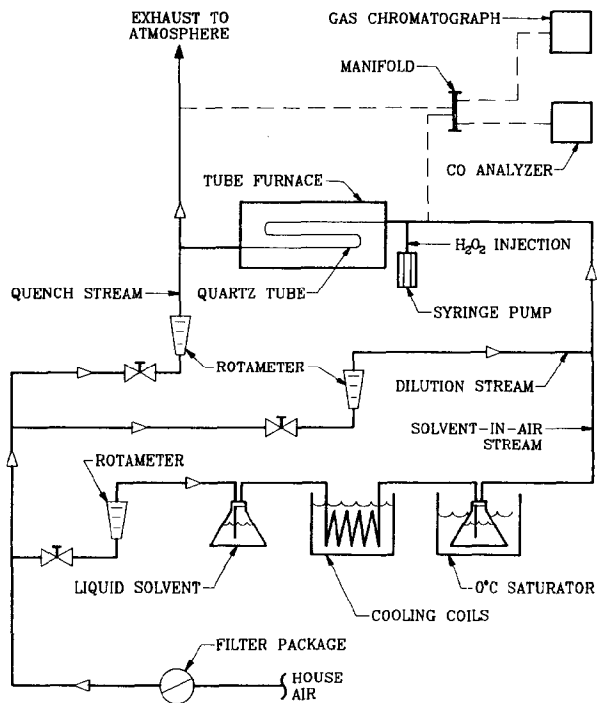 EXHAUST TO
ATMOSPHERE
GAS CHROMATOGRAPH
MANIFOLD
CO ANALYZER
TUBE FURNACE
H₂O₂ INJECTION
QUENCH STREAM
QUARTZ TUBE
SYRINGE PUMP
ROTAMETER
DILUTION STREAM
SOLVENT-IN-AIR
STREAM
ROTAMETER
LIQUID SOLVENT
0°C SATURATOR
COOLING COILS
FILTER PACKAGE
HOUSE
AIR